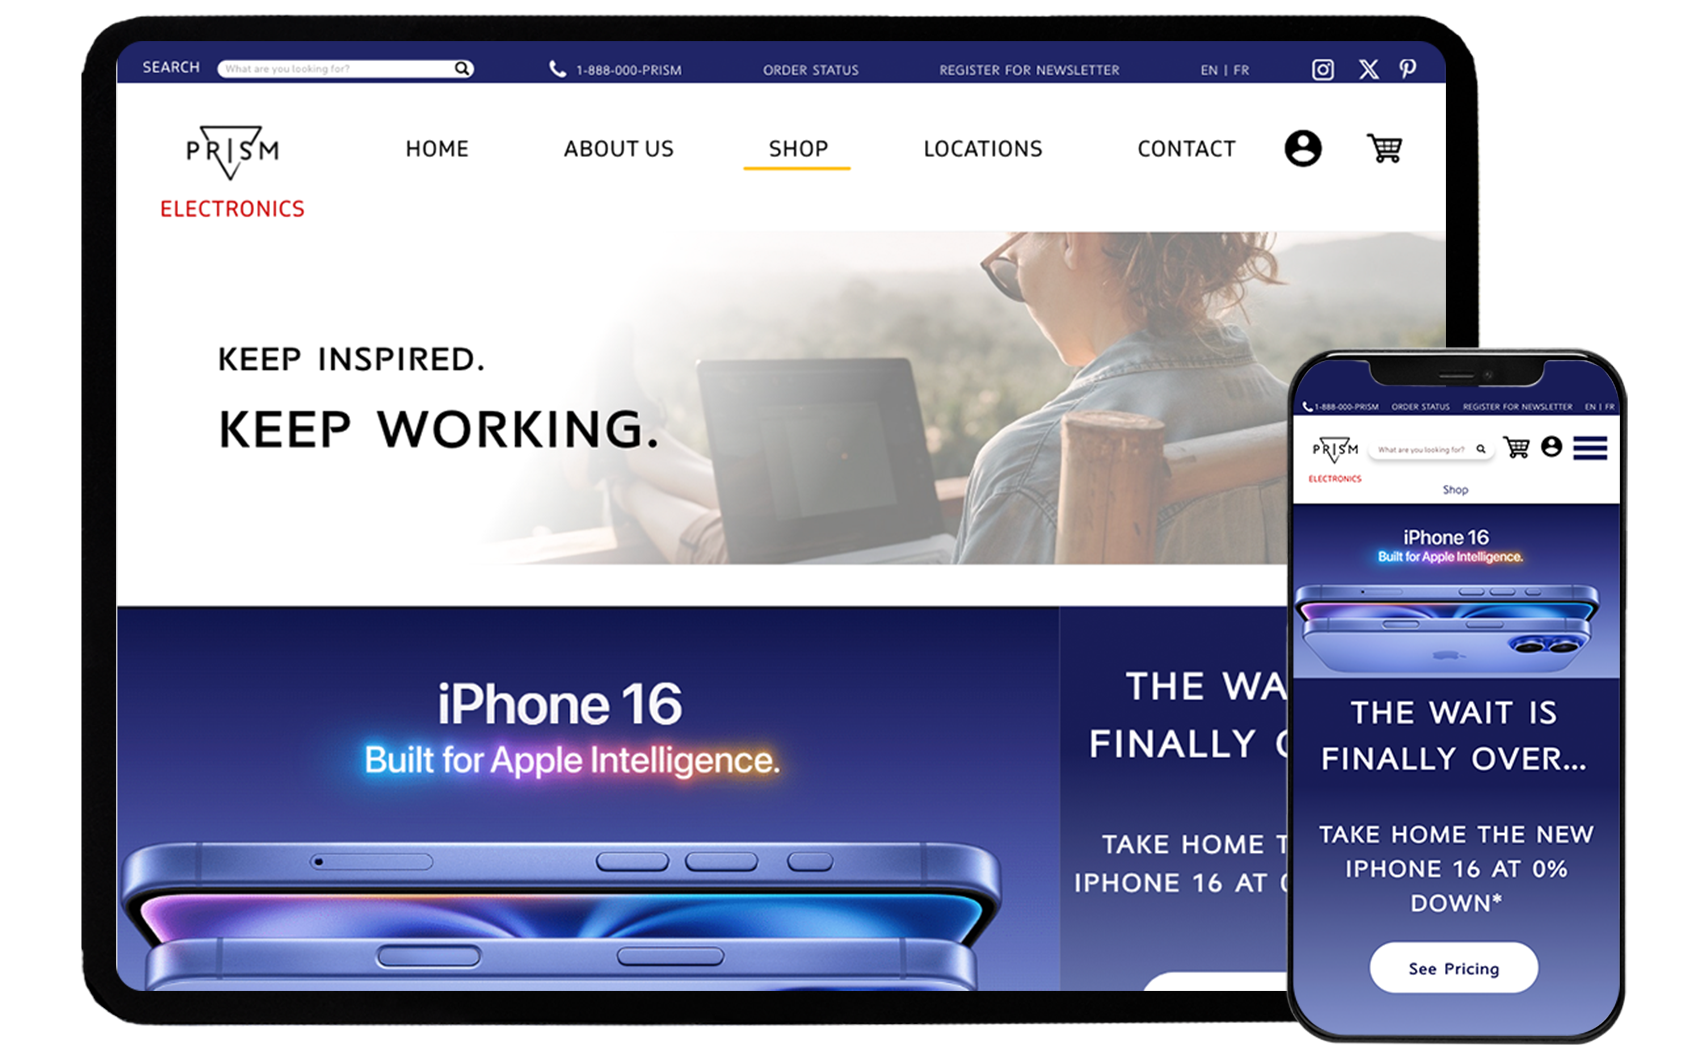 SEARCH What are you looking for? 1-888-000-PRISM ORDER STATUS REGISTER FOR NEWSLETTER EN | FR
PRISM
ELECTRONICS
HOME ABOUT US SHOP LOCATIONS CONTACT
KEEP INSPIRED.
KEEP WORKING.
iPhone 16
Built for Apple Intelligence.
THE WA
FINALLY
TAKE HOME T
IPHONE 16 AT
1-888-000-PRISM ORDER STATUS REGISTER FOR NEWSLETTER EN | FR
PRISM
ELECTRONICS
What are you looking for?
Shop
iPhone 16
Built for Apple Intelligence.
THE WAIT IS
FINALLY OVER...
TAKE HOME THE NEW
IPHONE 16 AT 0%
DOWN*
See Pricing